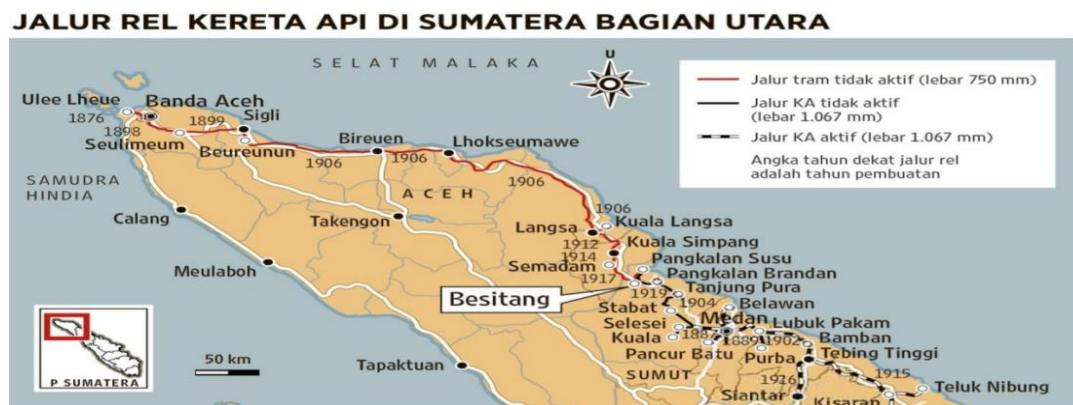 JALUR REL KERETA API DI SUMATERA BAGIAN UTARA
SELAT MALAKA
U
Jalur tram tidak aktif (lebar 750 mm)
Jalur KA tidak aktif
(lebar 1.067 mm)
Jalur KA aktif (lebar 1.067 mm)
Angka tahun dekat jalur rel
adalah tahun pembuatan
Ulee Lheue
Banda Aceh
1876
1898
1899
Sigli
Seulimeum
Beureunun
1906
Bireuen
1906
Lhokseumawe
1906
SAMUDRA
HINDIA
ACEH
Calang
Takengon
1906
Kuala Langsa
Langsa
1912
Kuala Simpang
1914
Meulaboh
Semadam
Pangkalan Susu
1917
Pangkalan Brandan
1919
Tanjung Pura
Besitang
1904
Belawan
Stabat
Medan
Selesei
Lubuk Pakam
Kuala
1887
1889
1902
Bamban
Pancur Batu
Purba
Tebing Tinggi
50 km
Tapaktuan
SUMUT
P SUMATERA
1916
1915
Teluk Nibung
Siantar
Kisaran